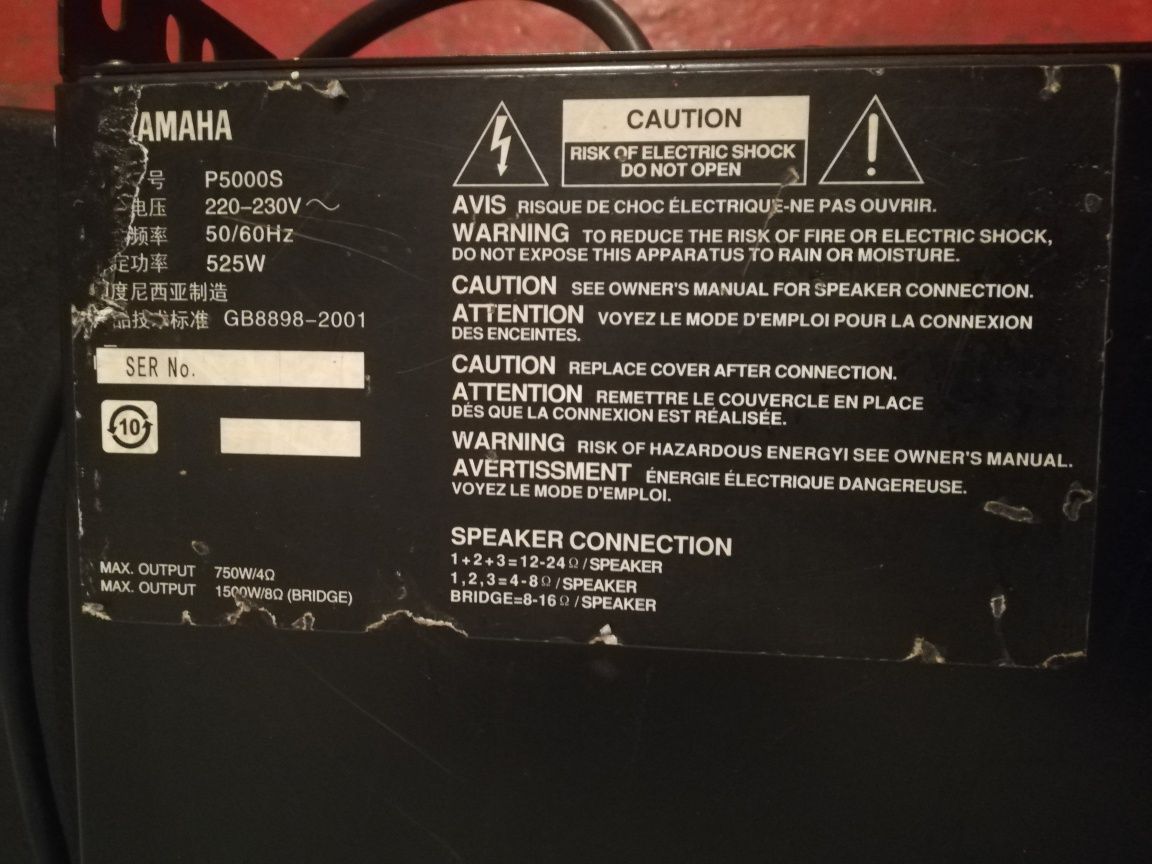 AMAHA
号 P5000S
电压 220-230V～
频率 50/60Hz
定功率 525W
度尼西亚制造
品技术标准 GB8898-2001
SER No.
10
MAX. OUTPUT 750W/4Ω
MAX. OUTPUT 1500W/8Ω (BRIDGE)
CAUTION
RISK OF ELECTRIC SHOCK
DO NOT OPEN
AVIS RISQUE DE CHOC ÉLECTRIQUE-NE PAS OUVRIR.
WARNING TO REDUCE THE RISK OF FIRE OR ELECTRIC SHOCK,
DO NOT EXPOSE THIS APPARATUS TO RAIN OR MOISTURE.
CAUTION SEE OWNER'S MANUAL FOR SPEAKER CONNECTION.
ATTENTION VOYEZ LE MODE D'EMPLOI POUR LA CONNEXION
DES ENCEINTES.
CAUTION REPLACE COVER AFTER CONNECTION.
ATTENTION REMETTRE LE COUVERCLE EN PLACE
DÉS QUE LA CONNEXION EST RÉALISÉE.
WARNING RISK OF HAZARDOUS ENERGYI SEE OWNER'S MANUAL.
AVERTISSMENT ÉNERGIE ÉLECTRIQUE DANGEREUSE.
VOYEZ LE MODE D'EMPLOI.
SPEAKER CONNECTION
1+2+3=12-24Ω/SPEAKER
1,2,3=4-8Ω/SPEAKER
BRIDGE=8-16Ω/SPEAKER